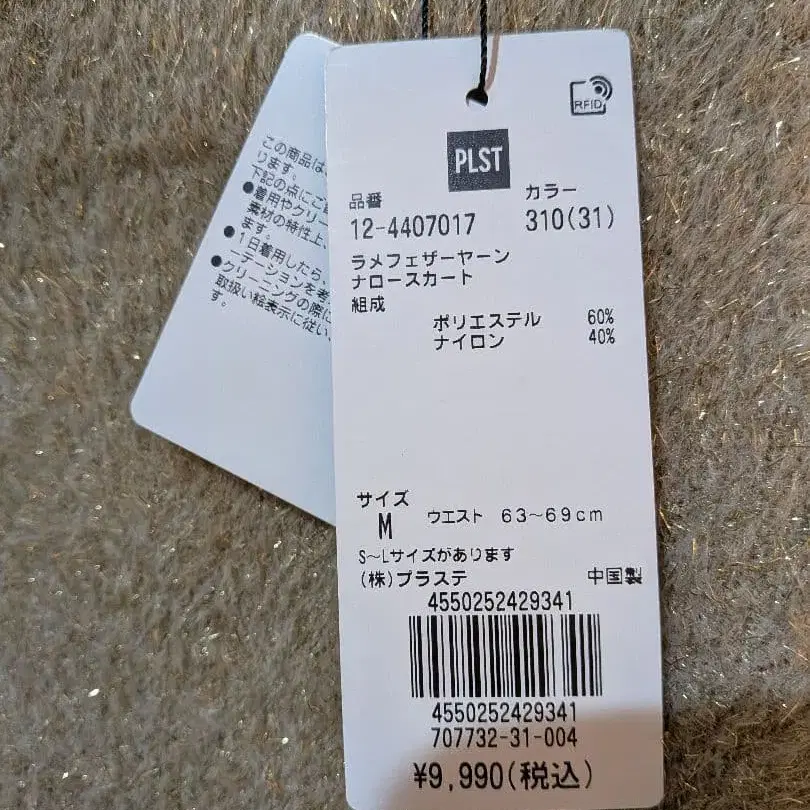 この商品は、
ります。
下記の点にご
●着用やクリー
素材の特性上、
ます。
●1日着用したら、
ーテーションを考
●クリーニングの際に
取扱い絵表示に従い、
す。
RFID
PLST
品番 カラー
12-4407017 310(31)
ラメフェザーヤーン
ナロースカート
組成
ポリエステル 60%
ナイロン 40%
サイズ
M ウエスト 63〜69cm
S〜Lサイズがあります
(株)プラステ 中国製
4550252429341
4550252429341
707732-31-004
¥9,990(税込)